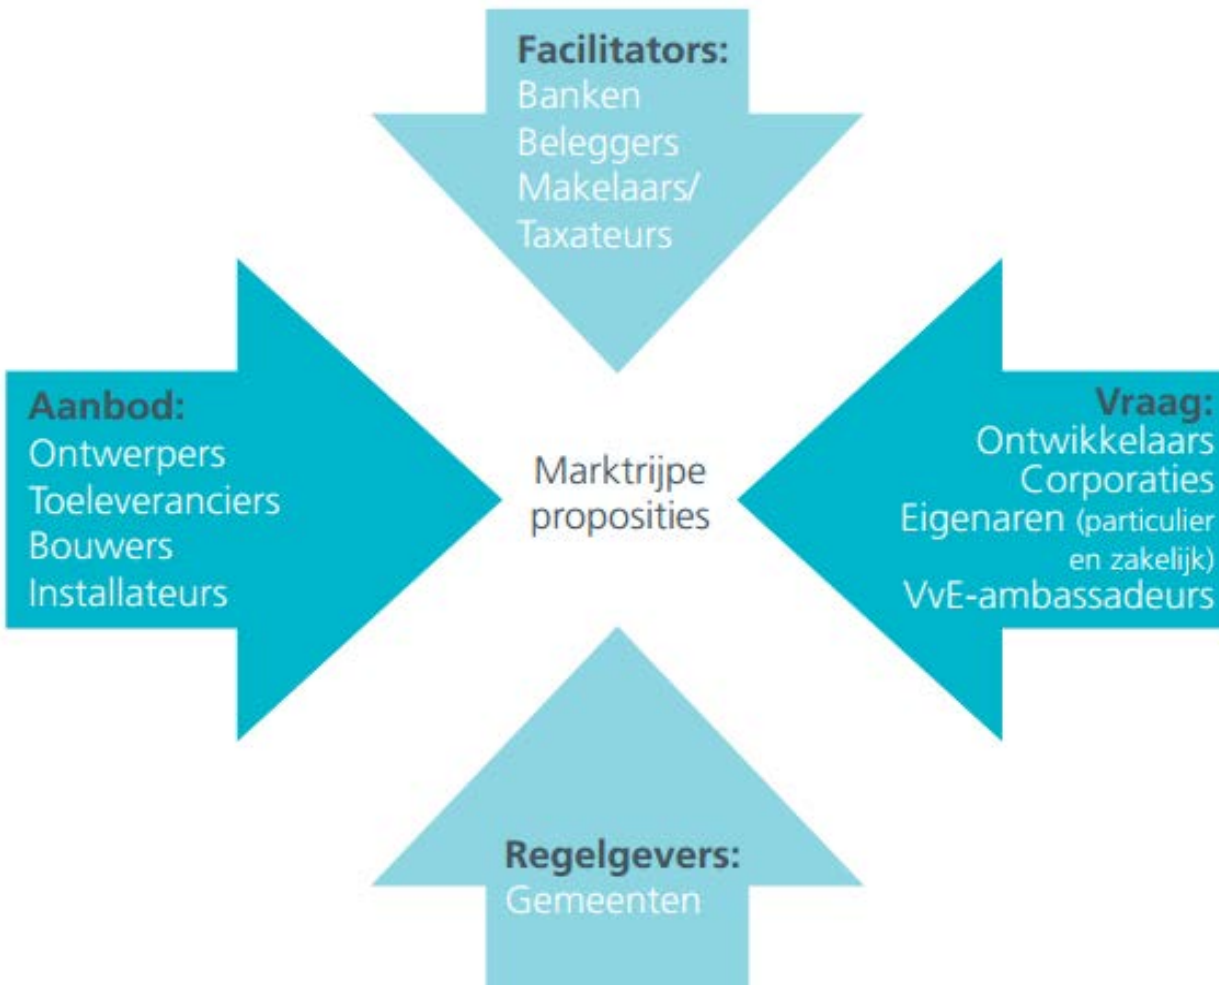 Facilitators:
Banken
Beleggers
Makelaars/
Taxateurs
Aanbod:
Ontwerpers
Toeleveranciers
Bouwers
Installateurs
Marktrijpe
proposities
Vraag:
Ontwikkelaars
Corporaties
Eigenaren (particulier
en zakelijk)
VvE-ambassadeurs
Regelgevers:
Gemeenten